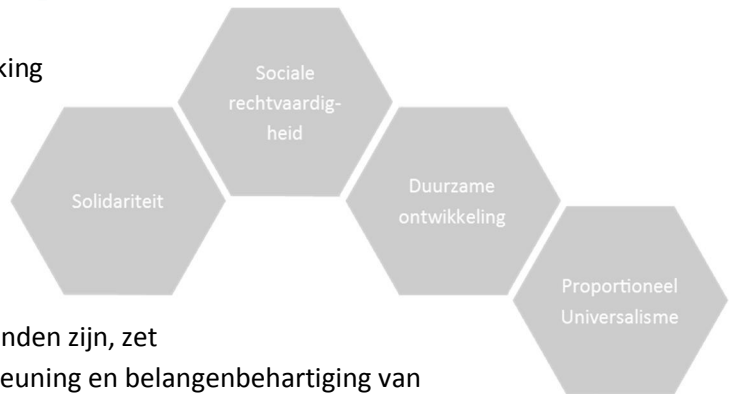 king
Sociale
rechtvaardig-
heid
Solidariteit
Duurzame
ontwikkeling
Proportioneel
Universalisme
nden zijn, zet
euning en belangenbehartiging van